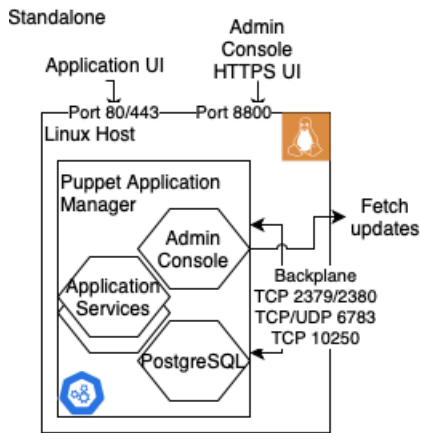 Standalone
Application UI
Admin
Console
HTTPS UI
Port 80/443
Port 8800
Linux Host
Puppet Application
Manager
Admin
Console
Fetch
updates
Application
Services
Backplane
TCP 2379/2380
TCP/UDP 6783
TCP 10250
PostgreSQL